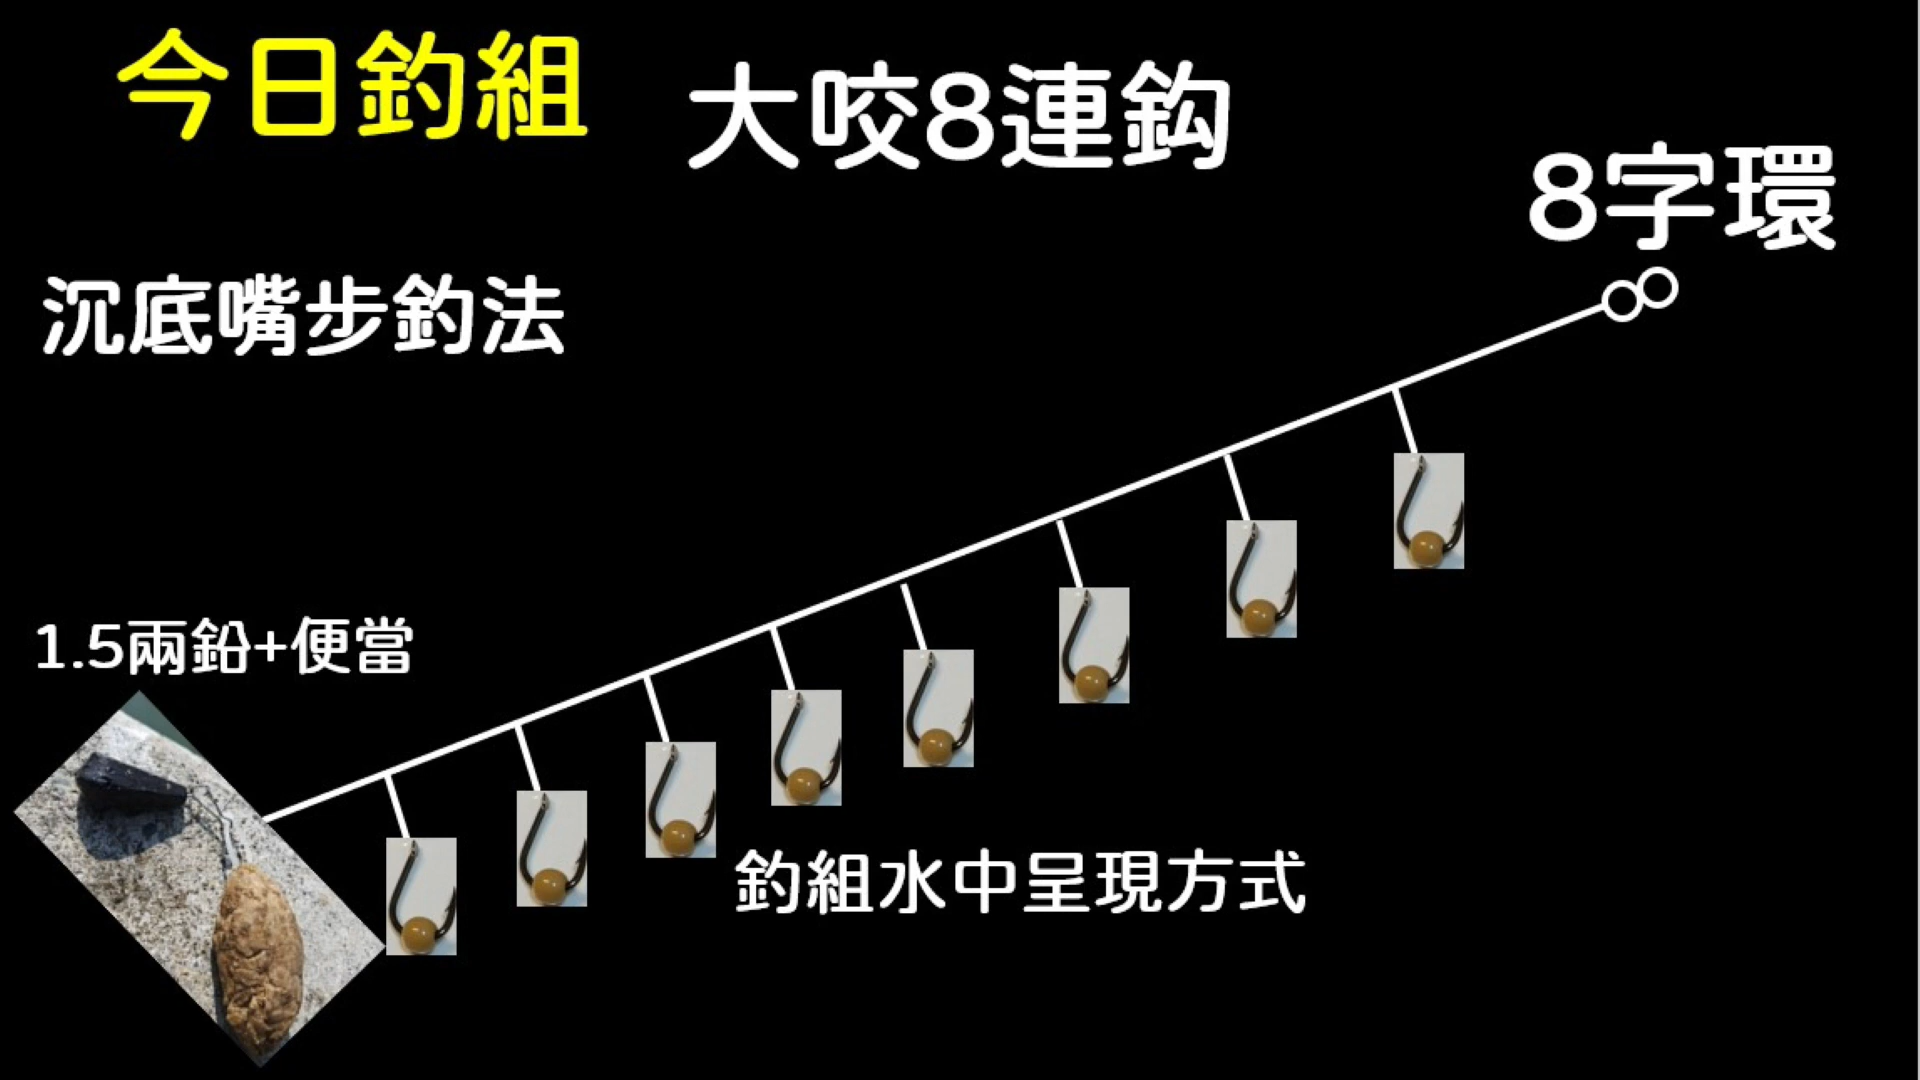 今日釣組
大咬8連鈎
8字環
沉底嘴步釣法
1.5兩鉛+便當
釣組水中呈現方式